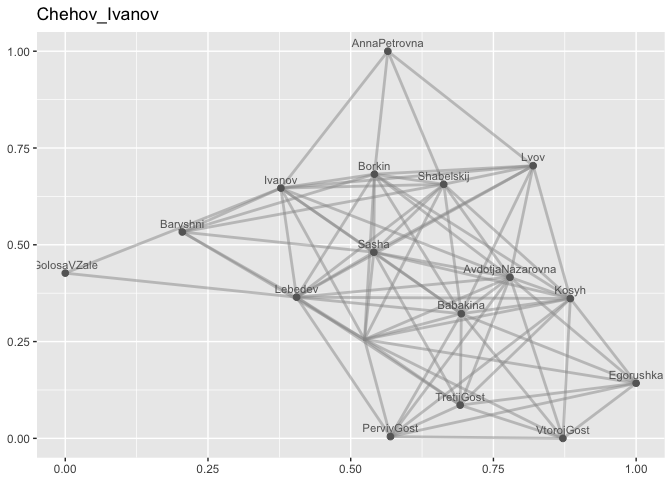 Chehov_Ivanov
1.00
AnnaPetrovna
0.75
Lvov
Borkin
Shabelskij
Ivanov
Baryshni
0.50
Sasha
GolosaVZale
AvdotjaNazarovna
Lebedev
Kosyh
Babakina
0.25
Egorushka
TretijGost
PervivGost
VtorojGost
0.00
0.00 0.25 0.50 0.75 1.00